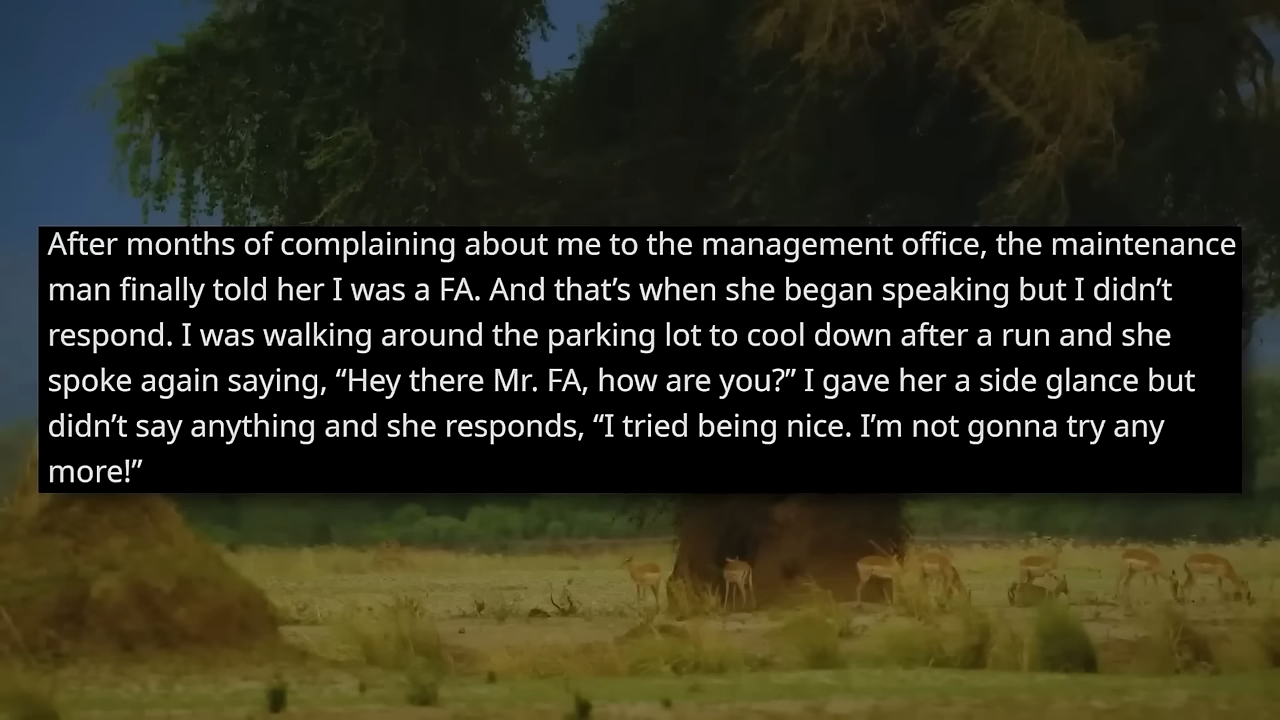 After months of complaining about me to the management office, the maintenance
man finally told her I was a FA. And that’s when she began speaking but I didn’t
respond. I was walking around the parking lot to cool down after a run and she
spoke again saying, “Hey there Mr. FA, how are you?” I gave her a side glance but
didn’t say anything and she responds, “I tried being nice. I’m not gonna try any
more!”